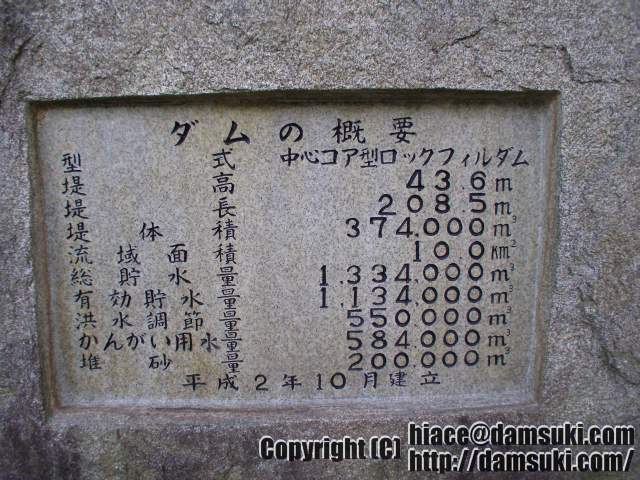 ダムの概要
型式 中心コア型ロックフィルダム
堤高 43.6m
堤長 208.5m
堤体積 374,000m³
流域面積 10.0km²
総貯水量 1,334,000m³
有効貯水量 1,134,000m³
洪水調節量 550,000m³
かんがい用水量 584,000m³
堆砂量 200,000m³
平成2年10月建立
Copyright (C) hiace@damsuki.com
http://damsuki.com/